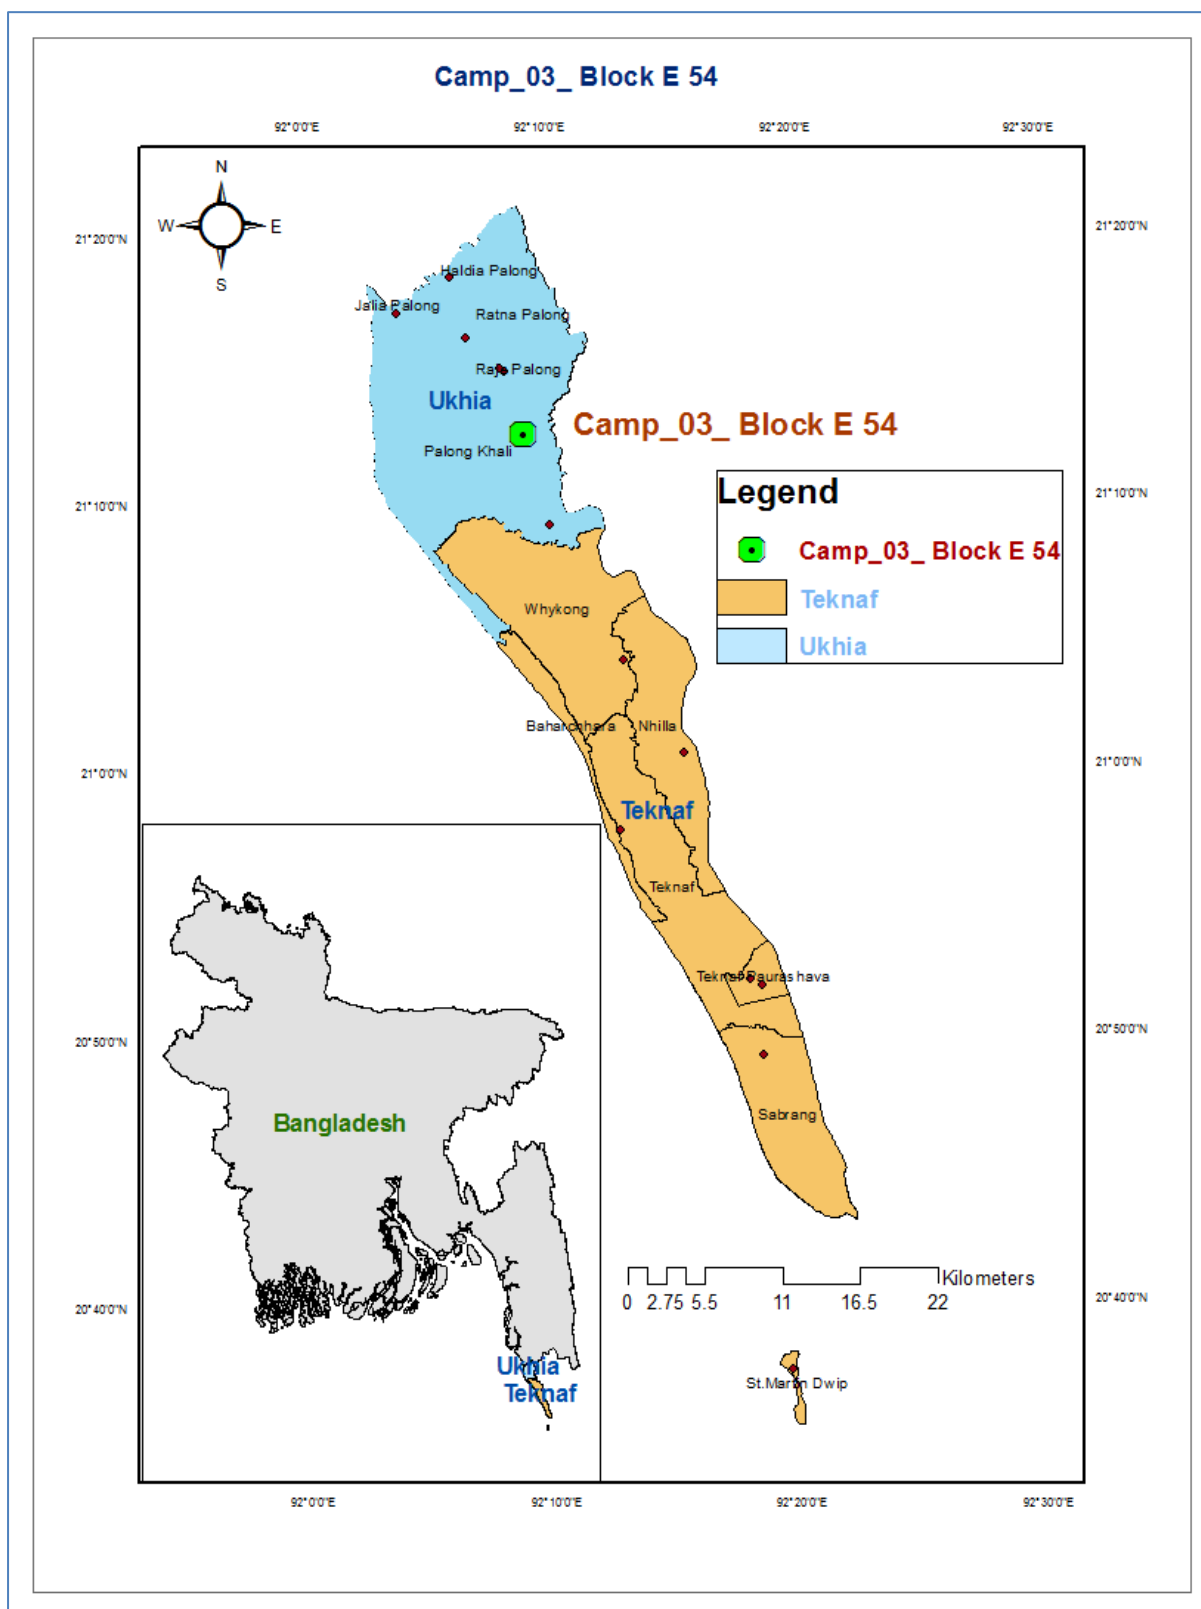 Camp_03_ Block E 54
92°0'0"E 92°10'0"E 92°20'0"E 92°30'0"E
N
W E
S
21°20'0"N 21°20'0"N
Haldia Palong
Jalia Palong
Ratna Palong
Raja Palong
Ukhia
Camp_03_ Block E 54
Palong Khali
21°10'0"N 21°10'0"N
Legend
Camp_03_ Block E 54
Teknaf
Ukhia
Whykong
Baharchhara
Nhilla
21°0'0"N 21°0'0"N
Teknaf
Teknaf
Teknaf Paurashava
20°50'0"N 20°50'0"N
Sabrang
Bangladesh
Kilometers
0 2.75 5.5 11 16.5 22
20°40'0"N 20°40'0"N
Ukhia
Teknaf
St.Martin Dwip
92°0'0"E 92°10'0"E 92°20'0"E 92°30'0"E